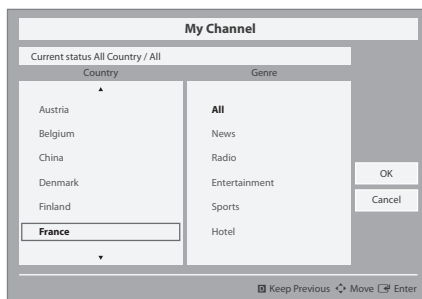 My Channel
Current status All Country / All
Country Genre
Austria All
Belgium News
China Radio
Denmark Entertainment
Finland Sports
France Hotel
OK
Cancel
D Keep Previous Move Enter